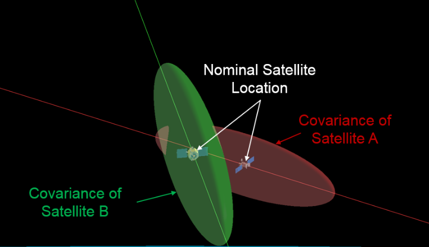 Nominal Satellite
Location
Covariance of
Satellite A
Covariance of
Satellite B